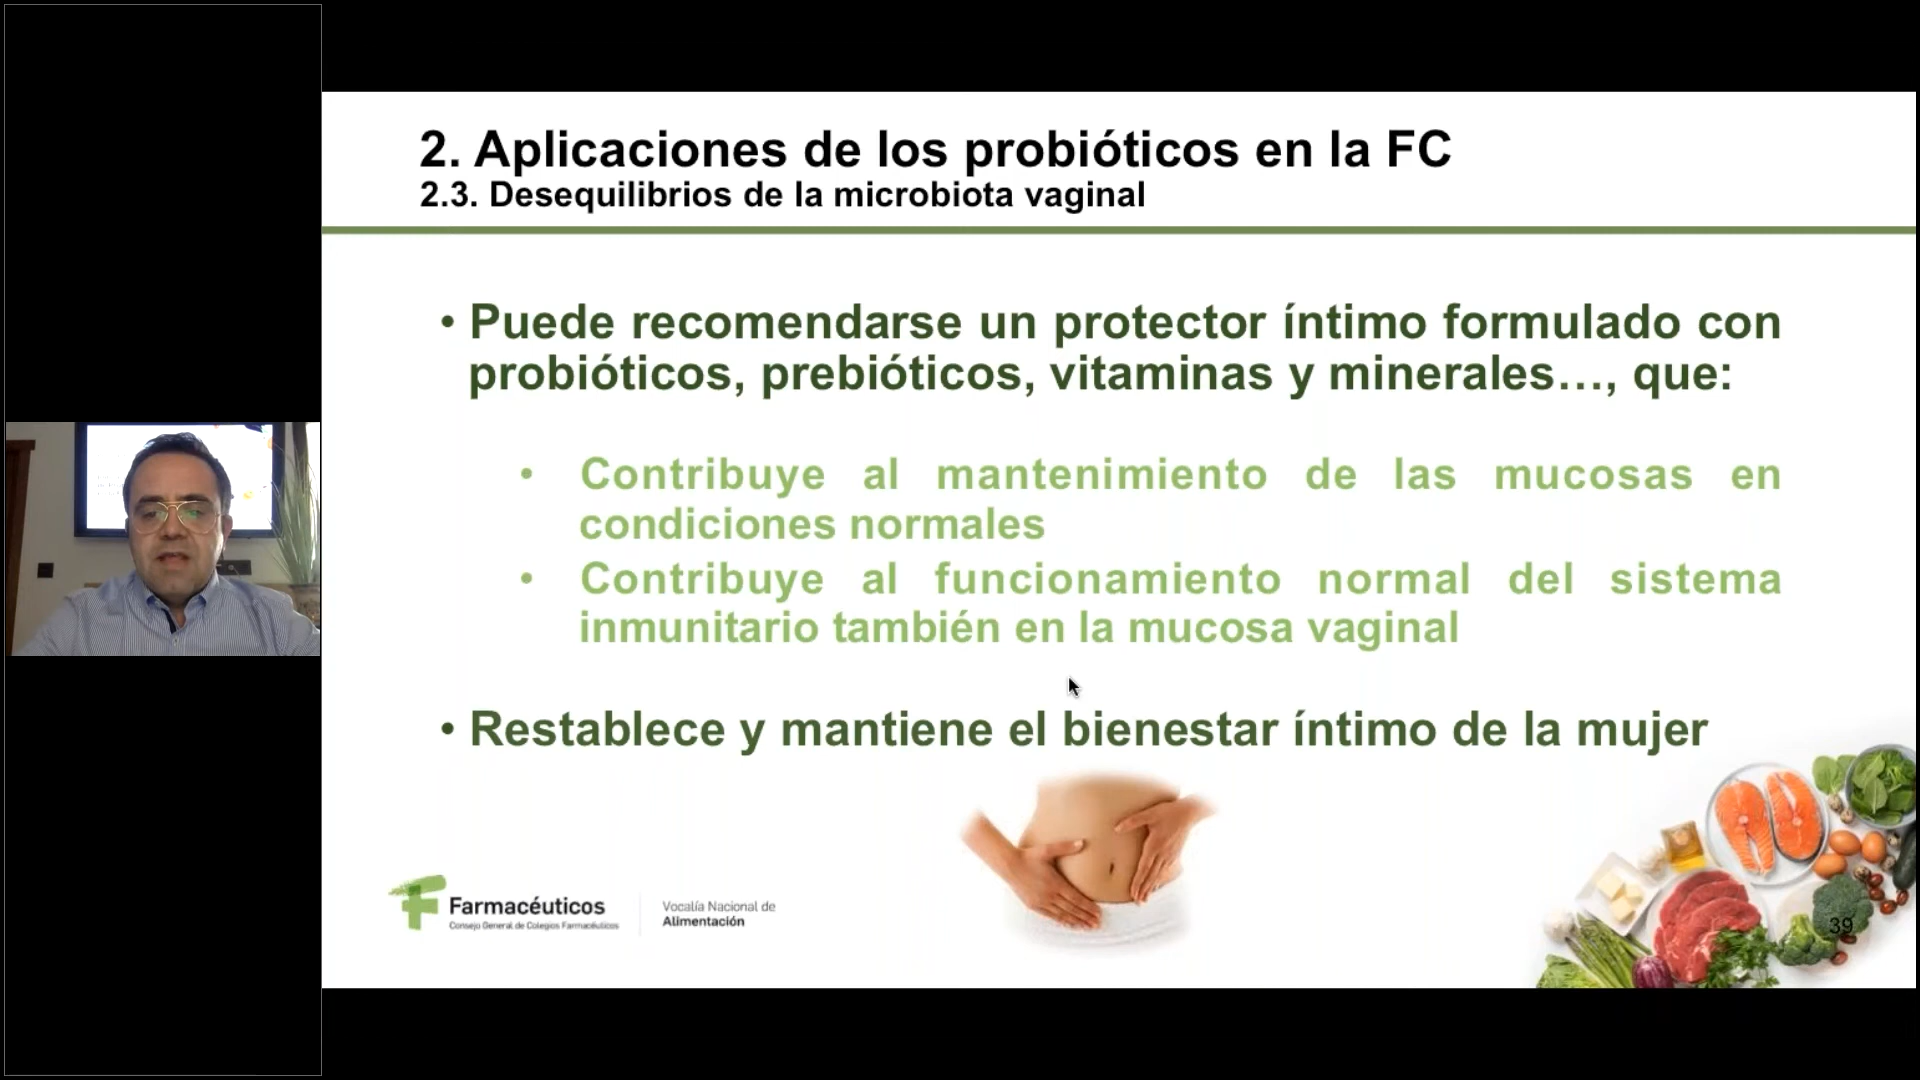 2. Aplicaciones de los probióticos en la FC
2.3. Desequilibrios de la microbiota vaginal
• Puede recomendarse un protector íntimo formulado con
probióticos, prebióticos, vitaminas y minerales…, que:
• Contribuye al mantenimiento de las mucosas en
condiciones normales
• Contribuye al funcionamiento normal del sistema
inmunitario también en la mucosa vaginal
• Restablece y mantiene el bienestar íntimo de la mujer
Farmacéuticos
Consejo General de Colegios Farmacéuticos
Vocalía Nacional de
Alimentación
39